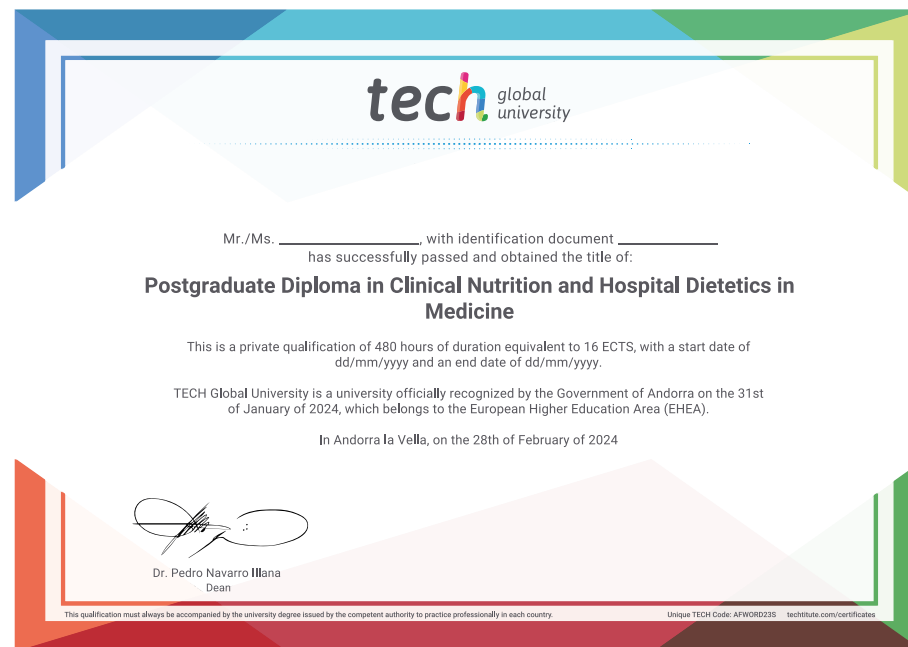 tech global
university
Mr./Ms. ____________________, with identification document ______________
has successfully passed and obtained the title of:
Postgraduate Diploma in Clinical Nutrition and Hospital Dietetics in
Medicine
This is a private qualification of 480 hours of duration equivalent to 16 ECTS, with a start date of
dd/mm/yyyy and an end date of dd/mm/yyyy.
TECH Global University is a university officially recognized by the Government of Andorra on the 31st
of January of 2024, which belongs to the European Higher Education Area (EHEA).
In Andorra la Vella, on the 28th of February of 2024
Dr. Pedro Navarro Illana
Dean
This qualification must always be accompanied by the university degree issued by the competent authority to practice professionally in each country.
Unique TECH Code: AFWORD23S techtitute.com/certificates